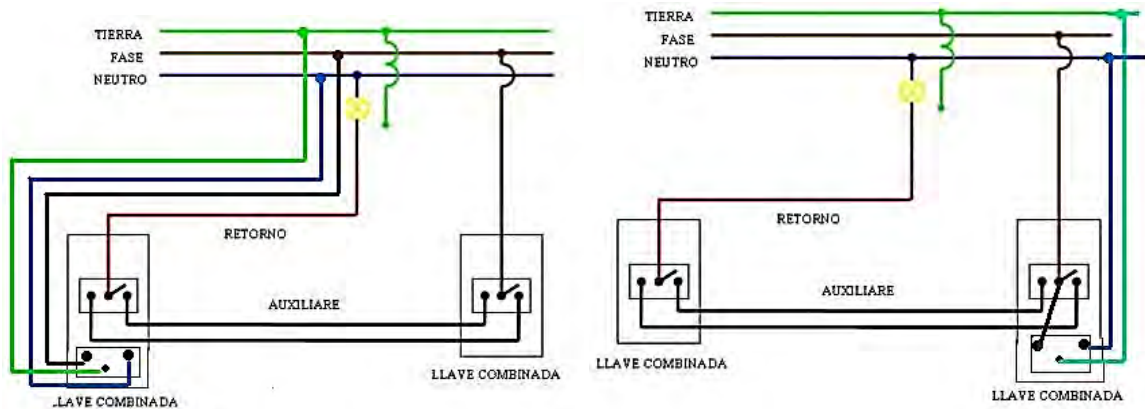 TIERRA
FASE
NEUTRO
RETORNO
AUXILIARE
LLAVE COMBINADA
LLAVE COMBINADA
TIERRA
FASE
NEUTRO
RETORNO
AUXILIARE
LLAVE COMBINADA
LLAVE COMBINADA